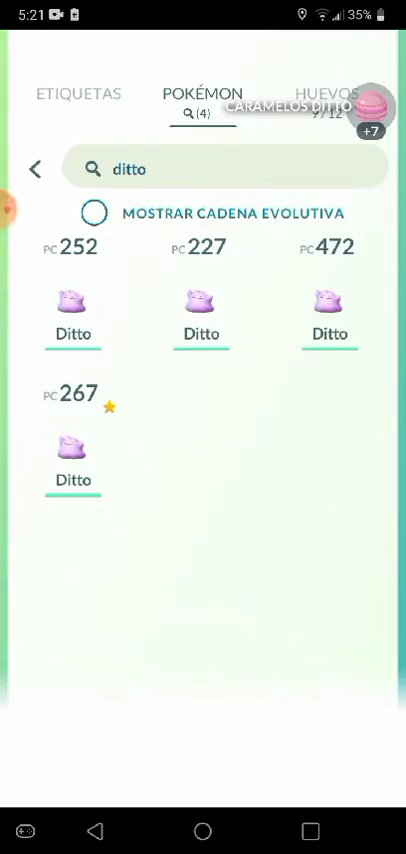 5:21 35%
ETIQUETAS POKÉMON HUEVOS
(4) 9/12
CARAMELOS DITTO
+7
ditto
MOSTRAR CADENA EVOLUTIVA
PC252 PC227 PC472
Ditto Ditto Ditto
PC267
Ditto